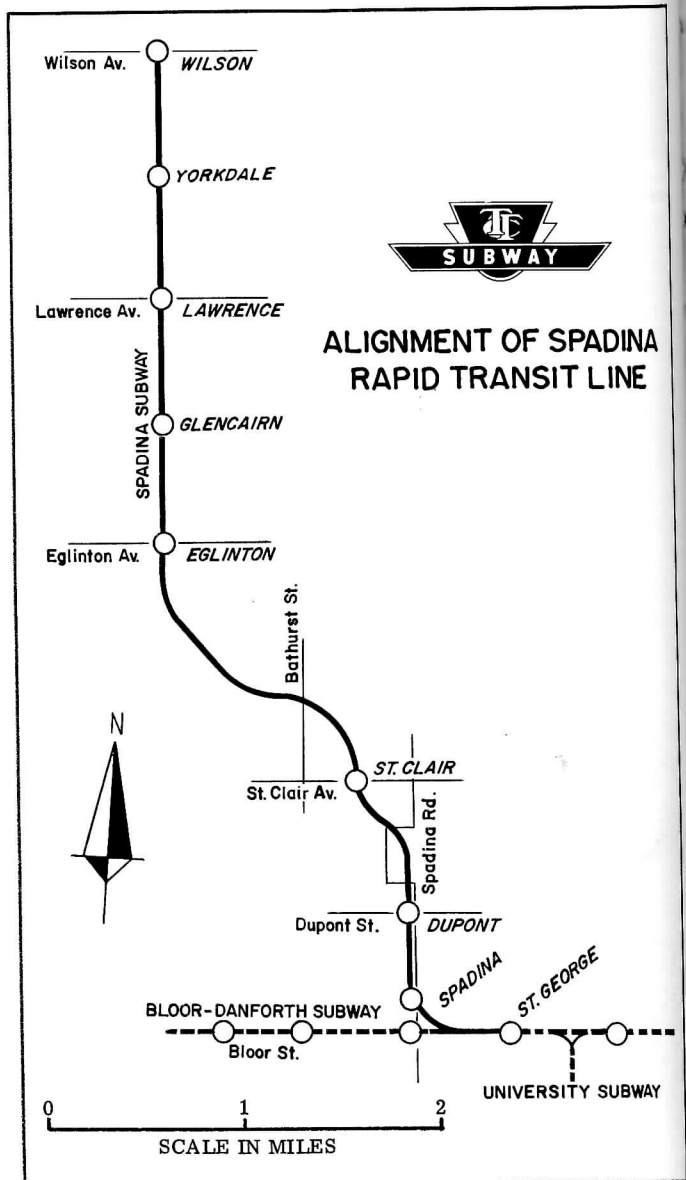 Wilson Av. WILSON
YORKDALE
TTC
SUBWAY
Lawrence Av. LAWRENCE
ALIGNMENT OF SPADINA
RAPID TRANSIT LINE
SPADINA SUBWAY
GLENCAIRN
Eglinton Av. EGLINTON
Bathurst St.
N
ST. CLAIR
St. Clair Av.
Spadina Rd.
Dupont St. DUPONT
SPADINA
ST. GEORGE
BLOOR-DANFORTH SUBWAY
Bloor St.
UNIVERSITY SUBWAY
0 1 2
SCALE IN MILES